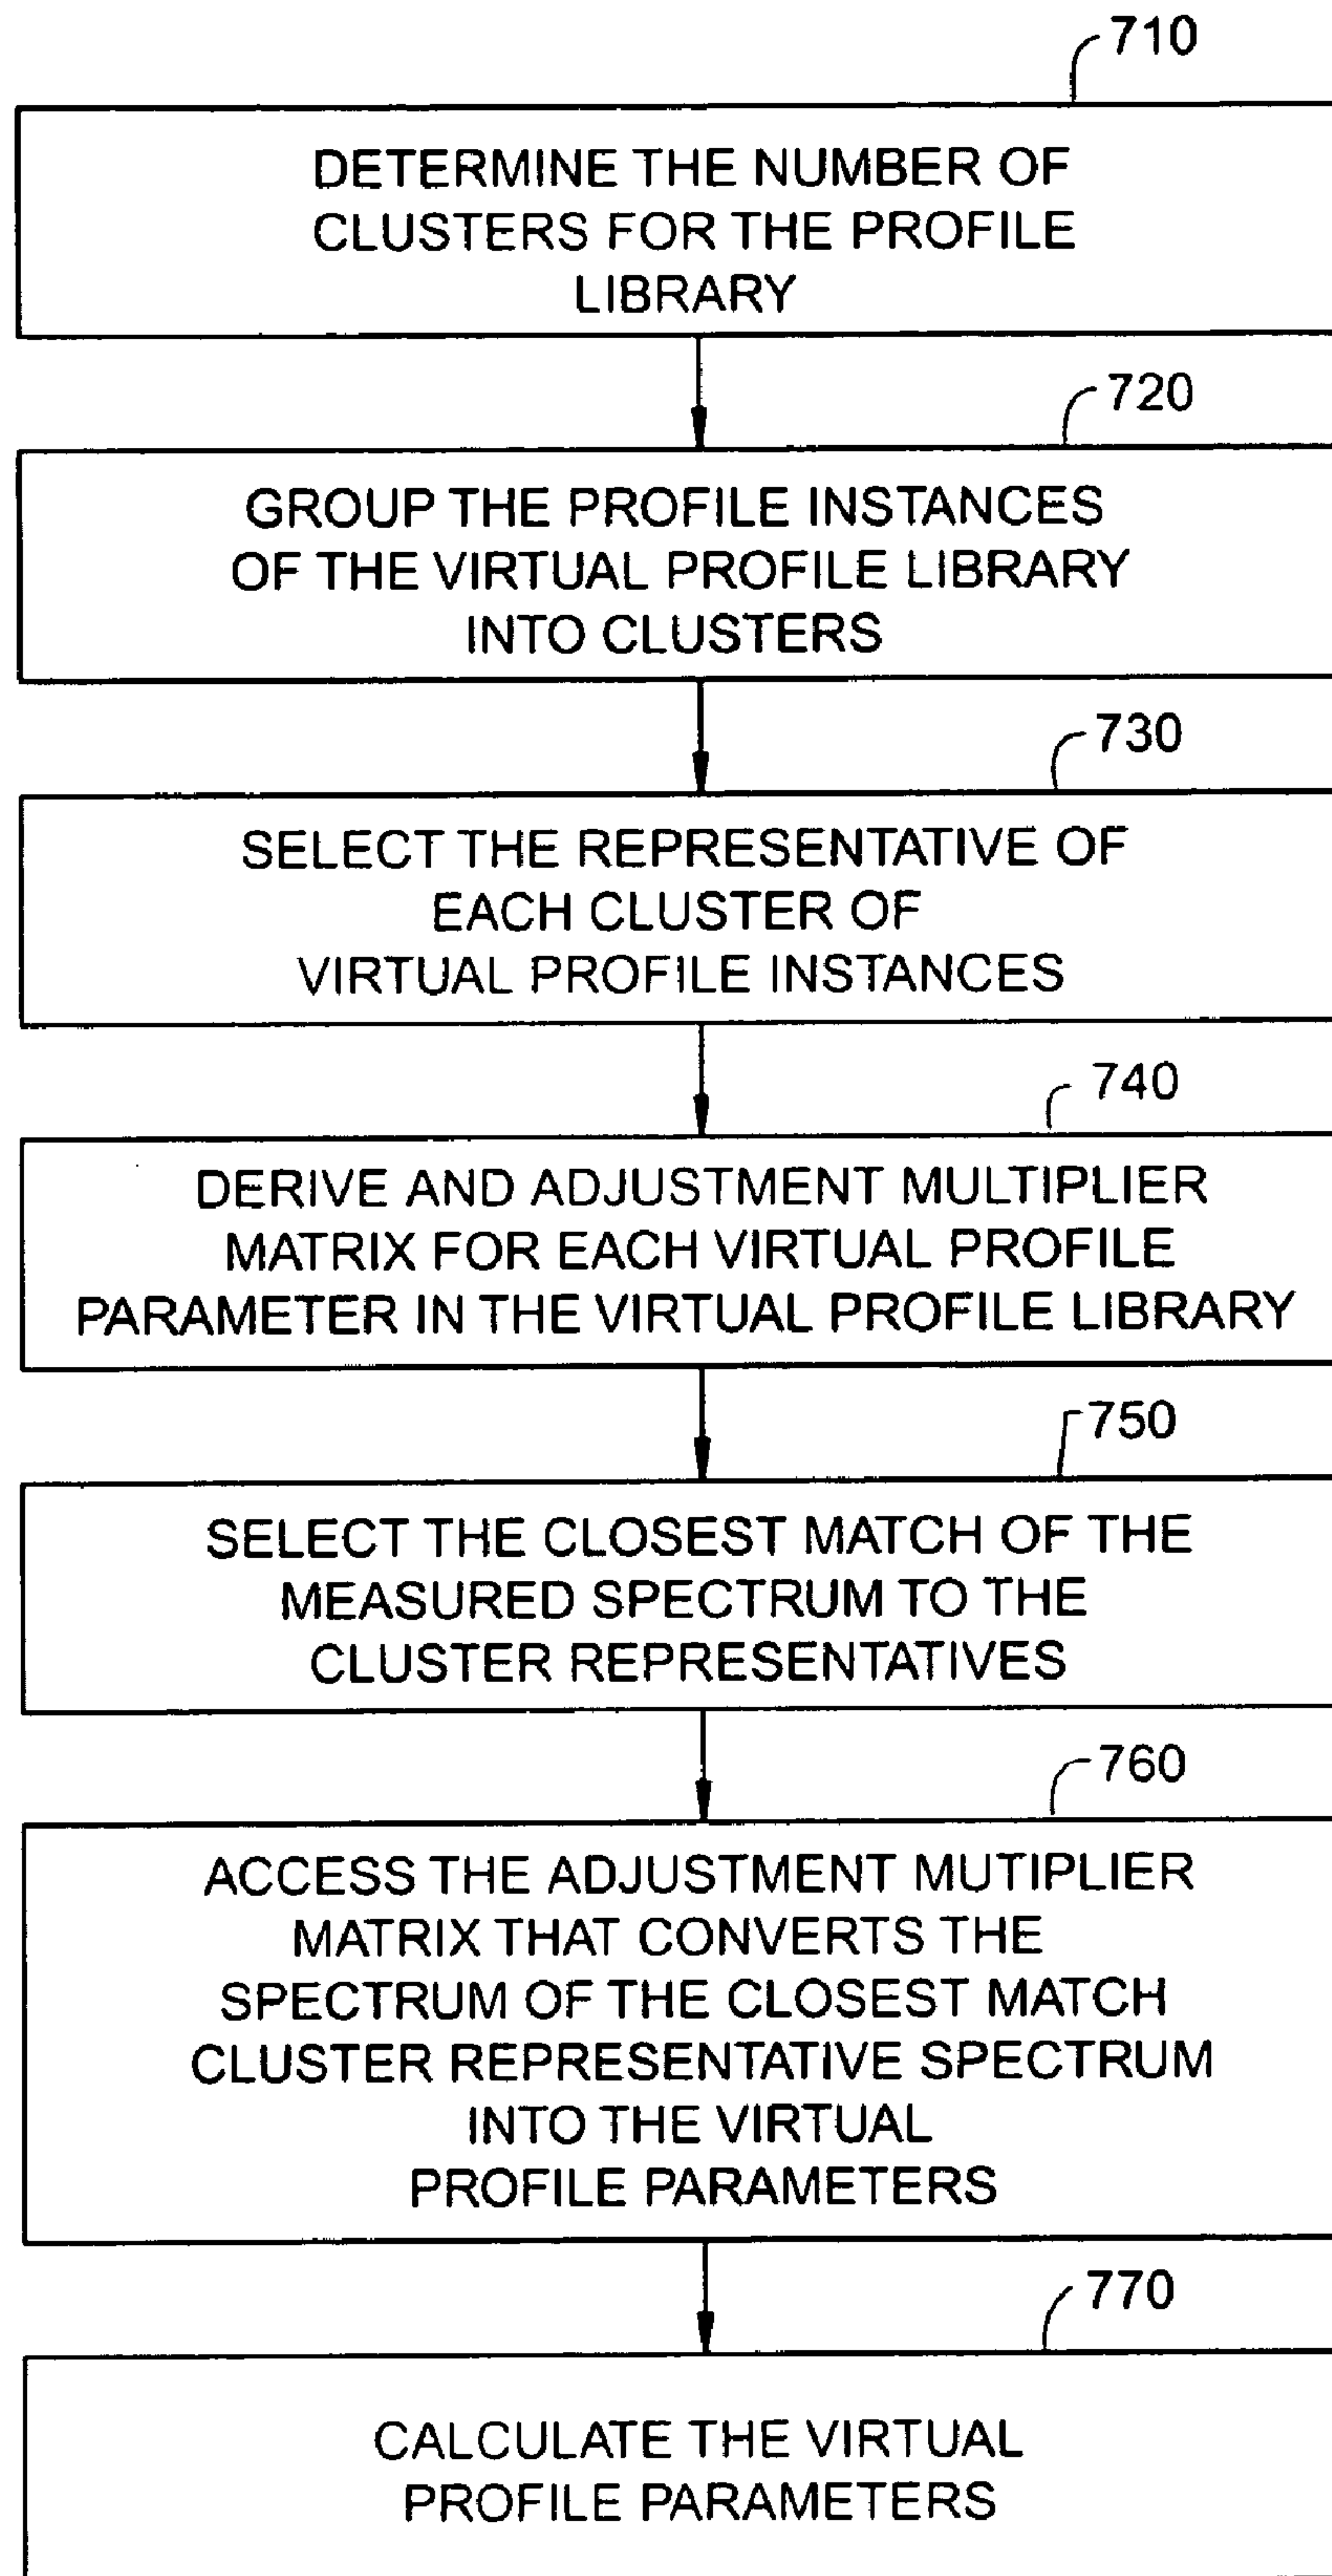 710
DETERMINE THE NUMBER OF
CLUSTERS FOR THE PROFILE
LIBRARY
720
GROUP THE PROFILE INSTANCES
OF THE VIRTUAL PROFILE LIBRARY
INTO CLUSTERS
730
SELECT THE REPRESENTATIVE OF
EACH CLUSTER OF
VIRTUAL PROFILE INSTANCES
740
DERIVE AND ADJUSTMENT MULTIPLIER
MATRIX FOR EACH VIRTUAL PROFILE
PARAMETER IN THE VIRTUAL PROFILE LIBRARY
750
SELECT THE CLOSEST MATCH OF THE
MEASURED SPECTRUM TO THE
CLUSTER REPRESENTATIVES
760
ACCESS THE ADJUSTMENT MUTIPLIER
MATRIX THAT CONVERTS THE
SPECTRUM OF THE CLOSEST MATCH
CLUSTER REPRESENTATIVE SPECTRUM
INTO THE VIRTUAL
PROFILE PARAMETERS
770
CALCULATE THE VIRTUAL
PROFILE PARAMETERS